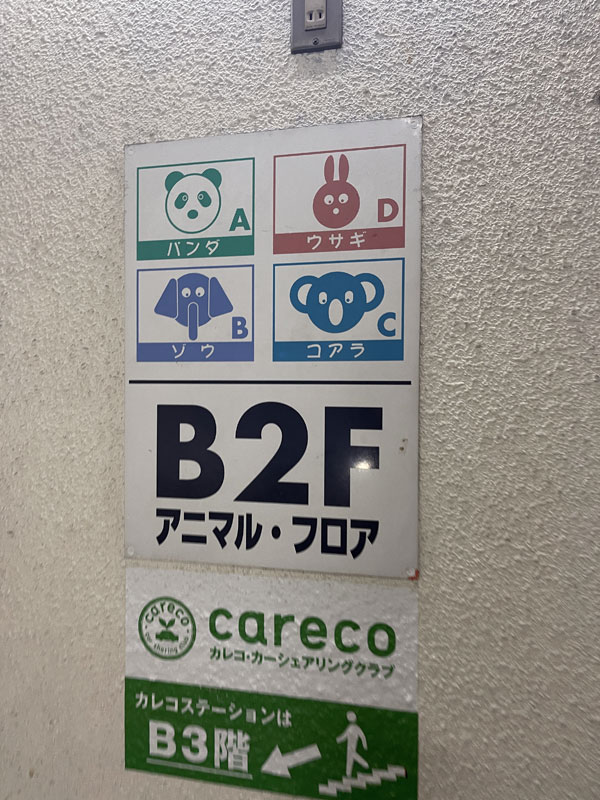 A
パンダ
D
ウサギ
B
ゾウ
C
コアラ
B2F
アニマル・フロア
careco
car sharing club
careco
カレコ・カーシェアリングクラブ
カレコステーションは
B3階